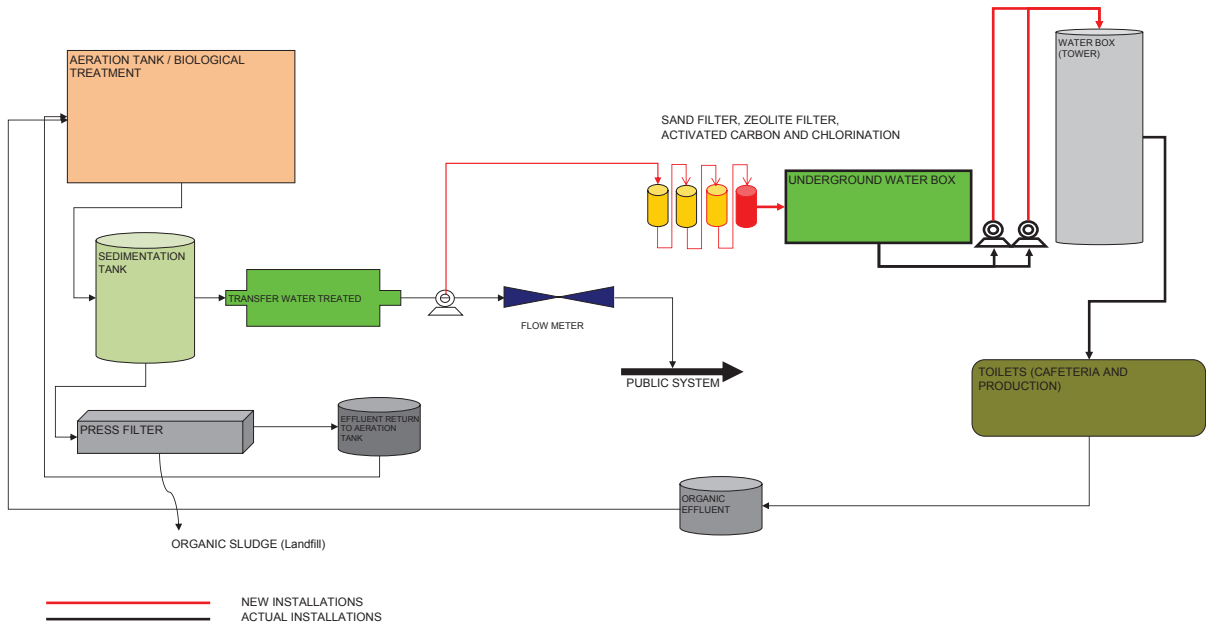 AERATION TANK / BIOLOGICAL
TREATMENT
WATER BOX
(TOWER)
SAND FILTER, ZEOLITE FILTER,
ACTIVATED CARBON AND CHLORINATION
UNDERGROUND WATER BOX
SEDIMENTATION
TANK
TRANSFER WATER TREATED
FLOW METER
PUBLIC SYSTEM
TOILETS (CAFETERIA AND
PRODUCTION)
PRESS FILTER
EFFLUENT RETURN
TO AERATION
TANK
ORGANIC
EFFLUENT
ORGANIC SLUDGE (Landfill)
NEW INSTALLATIONS
ACTUAL INSTALLATIONS